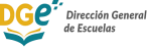 DGe
Dirección General
de Escuelas